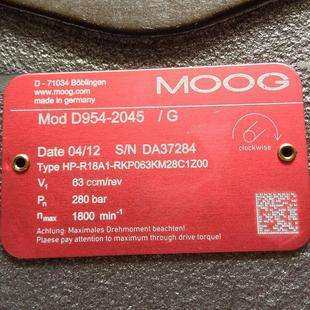 D - 71034 Böblingen
www.moog.com
made in germany
MOOG
Mod D954-2045 / G
clockwise
Date 04/12 S/N DA37284
Type HP-R18A1-RKP063KM28C1Z00
V₁ 63 ccm/rev
Pₙ 280 bar
nmax 1800 min⁻¹
Achtung: Maximales Drehmoment beachten!
Plaese pay attention to maximum through drive torque!